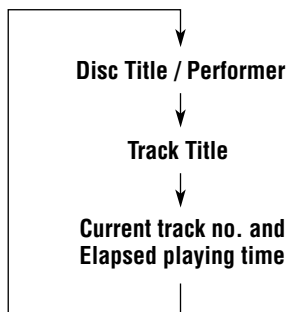 Disc Title / Performer
Track Title
Current track no. and
Elapsed playing time